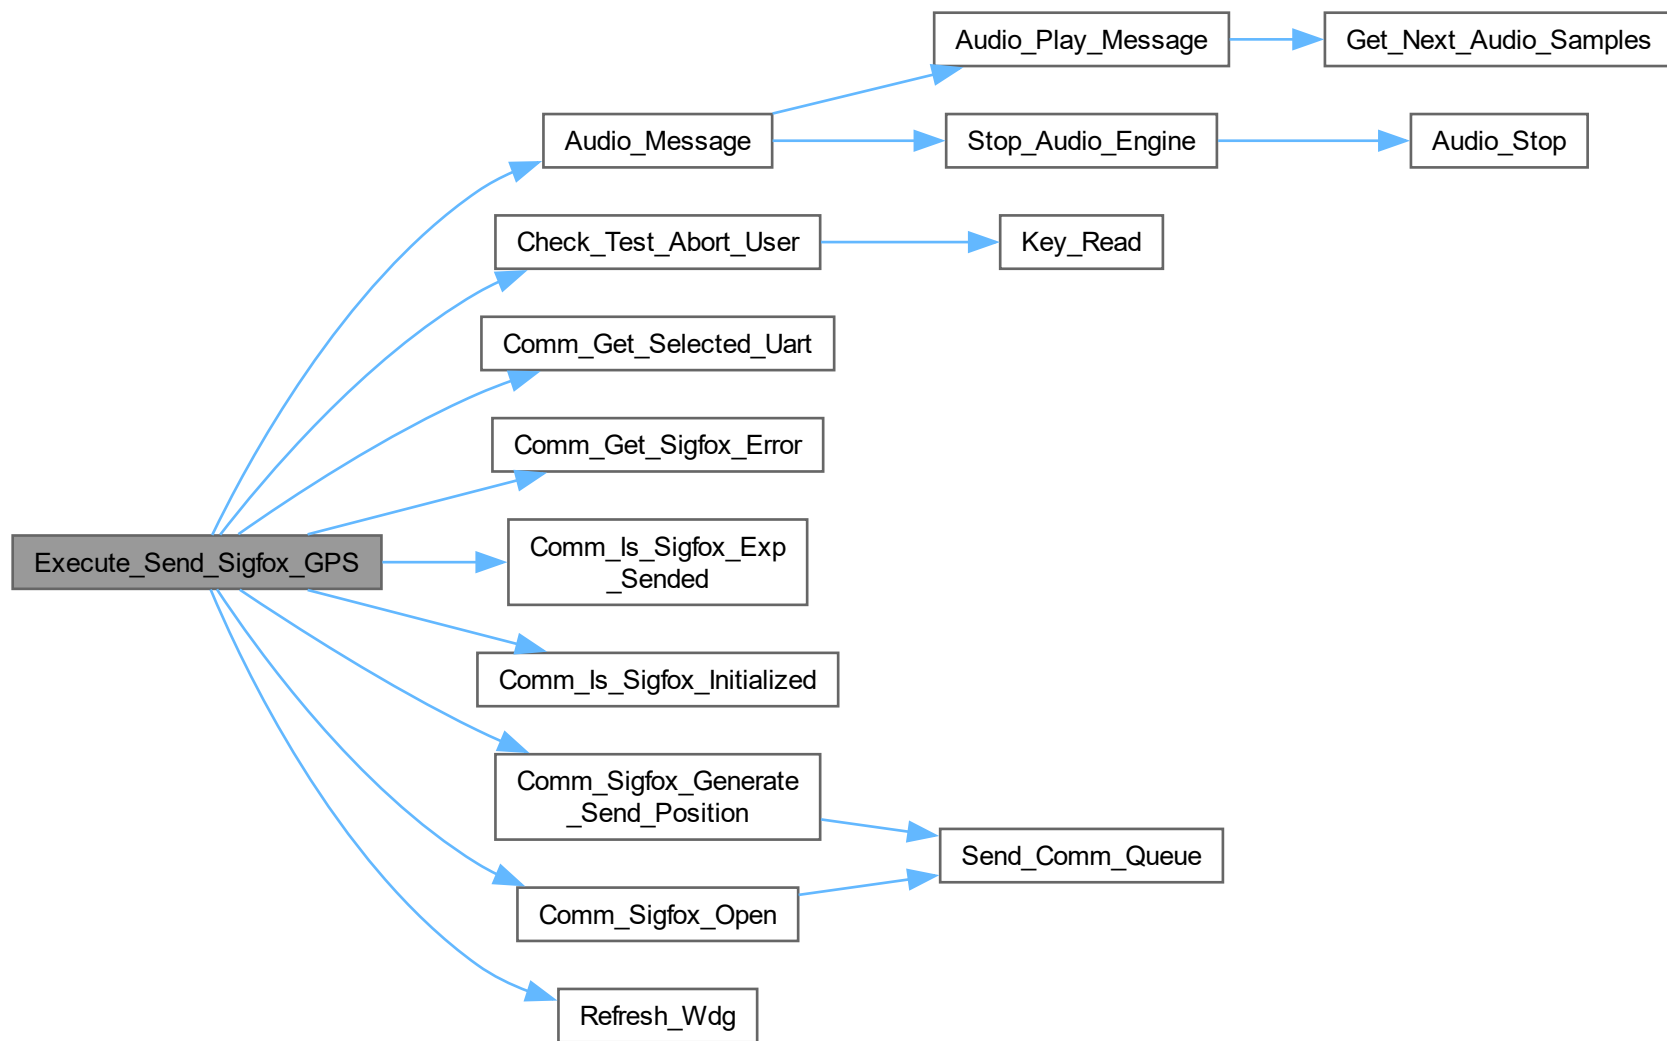 Audio_Play_Message
Get_Next_Audio_Samples
Audio_Message
Stop_Audio_Engine
Audio_Stop
Check_Test_Abort_User
Key_Read
Comm_Get_Selected_Uart
Comm_Get_Sigfox_Error
Execute_Send_Sigfox_GPS
Comm_Is_Sigfox_Exp
_Sended
Comm_Is_Sigfox_Initialized
Comm_Sigfox_Generate
_Send_Position
Send_Comm_Queue
Comm_Sigfox_Open
Refresh_Wdg